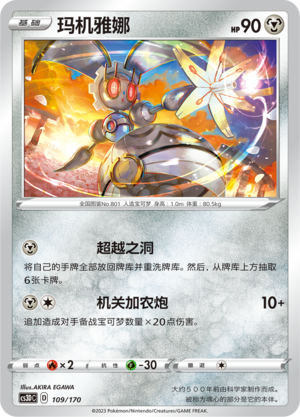 基础 玛机雅娜 HP90
全国图鉴No.801 人造宝可梦 身高:1.0m 体重:80.5kg
超越之洞
将自己的手牌全部放回牌库并重洗牌库。然后,从牌库上方抽取
6张卡牌。
机关加农炮 10+
追加造成对手备战宝可梦数量×20点伤害。
弱点 ×2 抗性 -30 撤退
Illus.AKIRA EGAWA
CS3D C D 109/170
大约500年前由科学家制作而成。
被称为魂心的部分是它的本体。
©2023 Pokémon/Nintendo/Creatures/GAME FREAK.